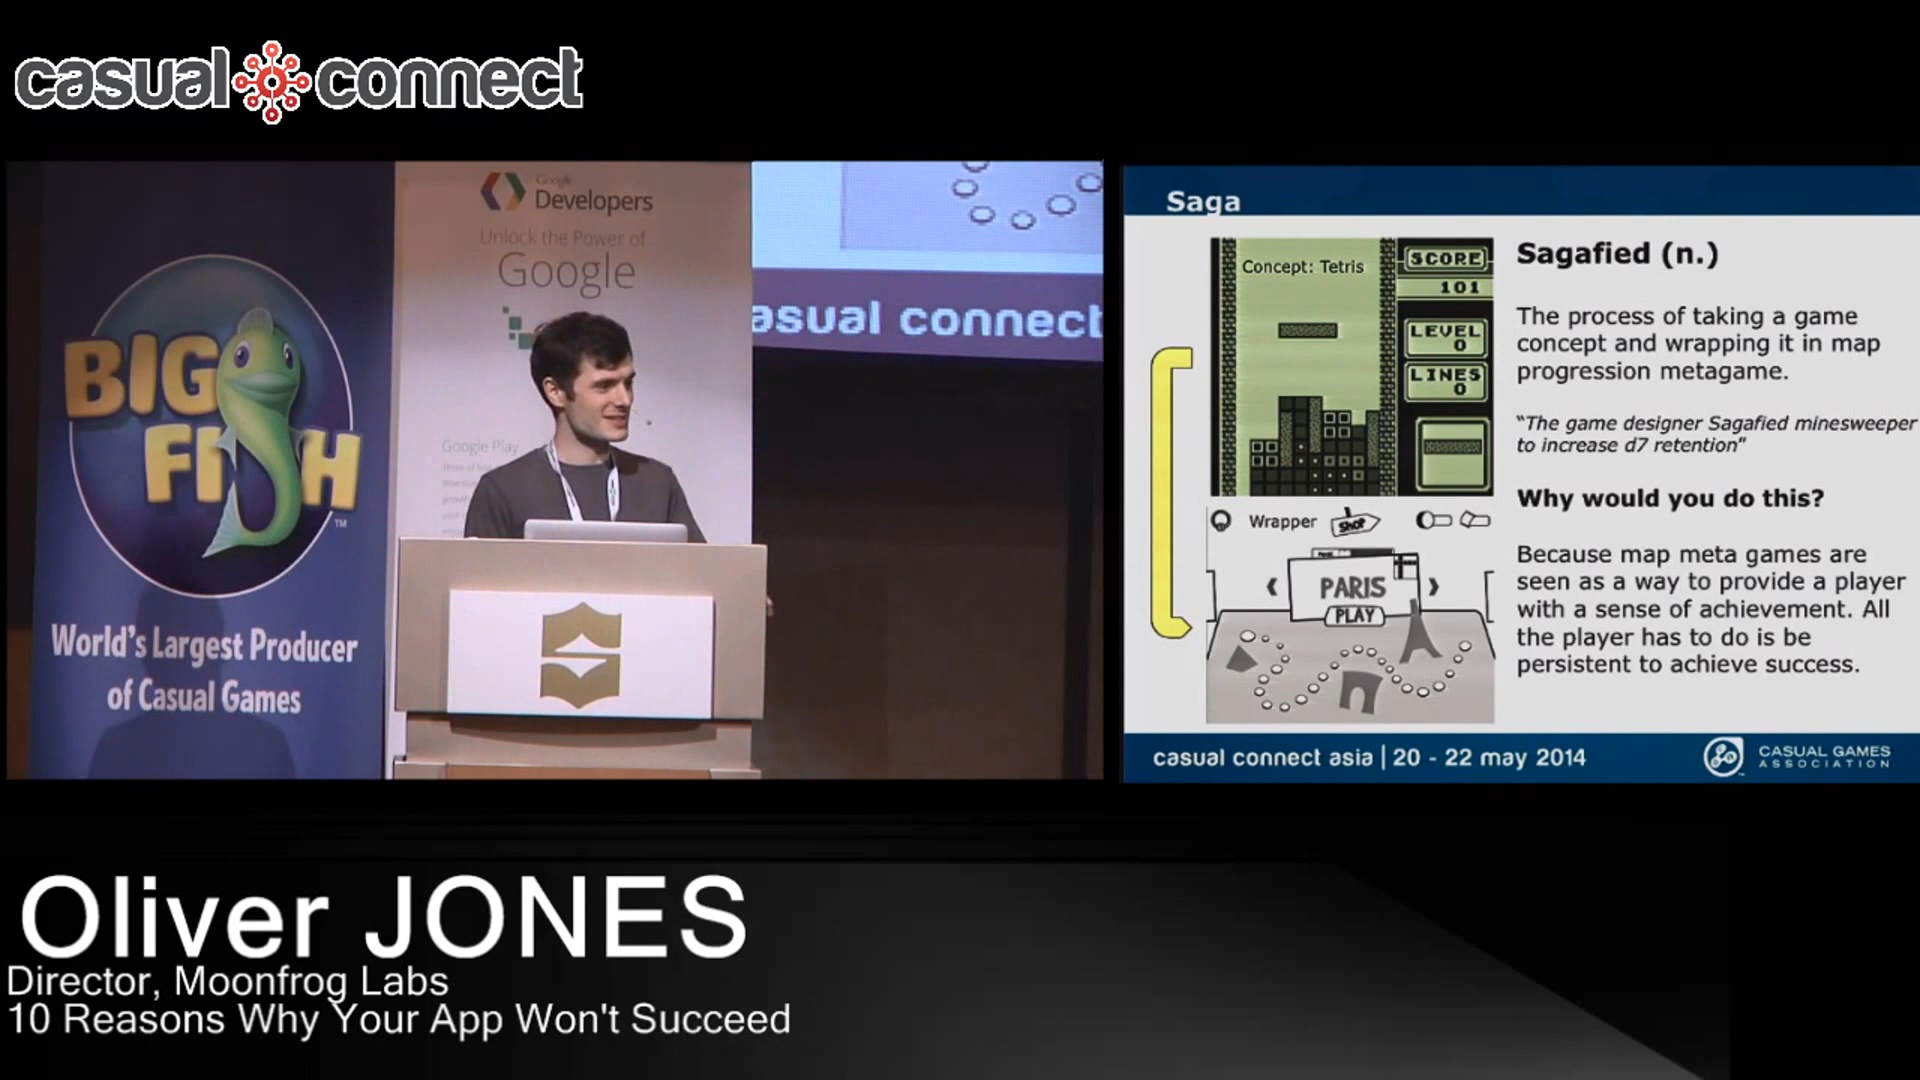 casual connect
BIG
FISH
TM
World's Largest Producer
of Casual Games
Google
Developers
Unlock the Power of
Google
Google Play
asual connect
Saga
Concept: Tetris
SCORE
101
LEVEL
0
LINES
0
Wrapper
Shop
PARIS
PLAY
Sagafied (n.)
The process of taking a game
concept and wrapping it in map
progression metagame.
"The game designer Sagafied minesweeper
to increase d7 retention"
Why would you do this?
Because map meta games are
seen as a way to provide a player
with a sense of achievement. All
the player has to do is be
persistent to achieve success.
casual connect asia | 20 - 22 may 2014
CASUAL GAMES
ASSOCIATION
Oliver JONES
Director, Moonfrog Labs
10 Reasons Why Your App Won't Succeed